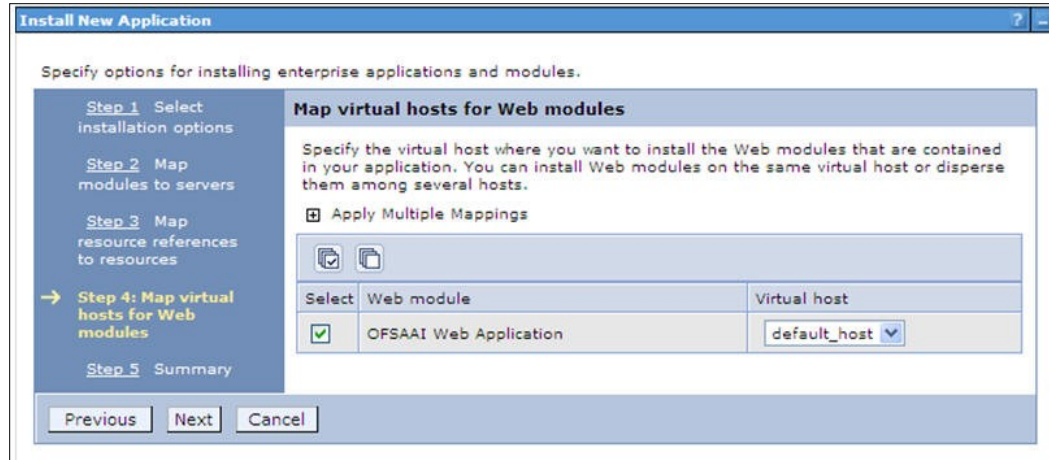 Install New Application
? –
Specify options for installing enterprise applications and modules.
Step 1 Select
installation options
Step 2 Map
modules to servers
Step 3 Map
resource references
to resources
Step 4: Map virtual
hosts for Web
modules
Step 5 Summary
Map virtual hosts for Web modules
Specify the virtual host where you want to install the Web modules that are contained
in your application. You can install Web modules on the same virtual host or disperse
them among several hosts.
Apply Multiple Mappings
Select Web module Virtual host
OFSAAI Web Application default_host
Previous Next Cancel